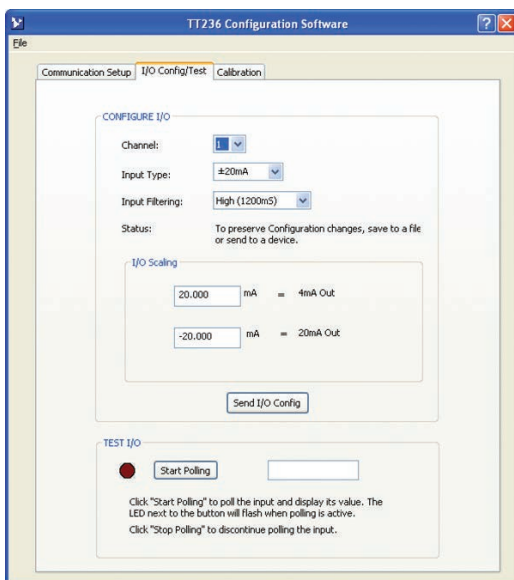 TT236 Configuration Software
File
Communication Setup I/O Config/Test Calibration
CONFIGURE I/O
Channel: 1
Input Type: ±20mA
Input Filtering: High (1200mS)
Status: To preserve Configuration changes, save to a file
or send to a device.
I/O Scaling
20.000 mA = 4mA Out
-20.000 mA = 20mA Out
Send I/O Config
TEST I/O
Start Polling
Click "Start Polling" to poll the input and display its value. The
LED next to the button will flash when polling is active.
Click "Stop Polling" to discontinue polling the input.